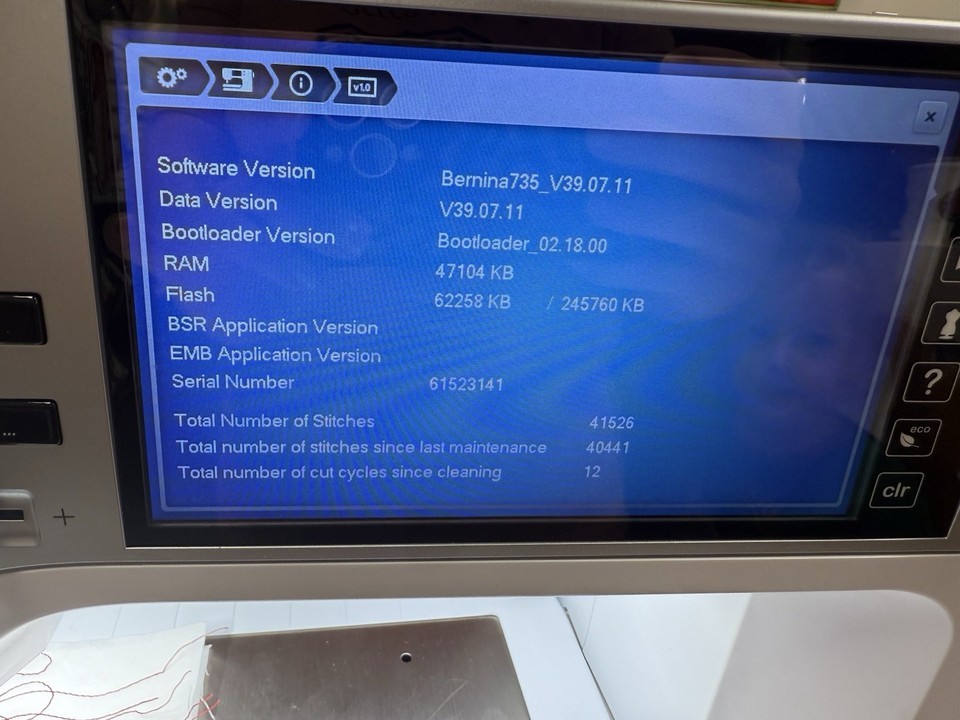 v1.0
Software Version Bernina735_V39.07.11
Data Version V39.07.11
Bootloader Version Bootloader_02.18.00
RAM 47104 KB
Flash 62258 KB / 245760 KB
BSR Application Version
EMB Application Version
Serial Number 61523141
Total Number of Stitches 41526
Total number of stitches since last maintenance 40441
Total number of cut cycles since cleaning 12
?
eco
clr
+